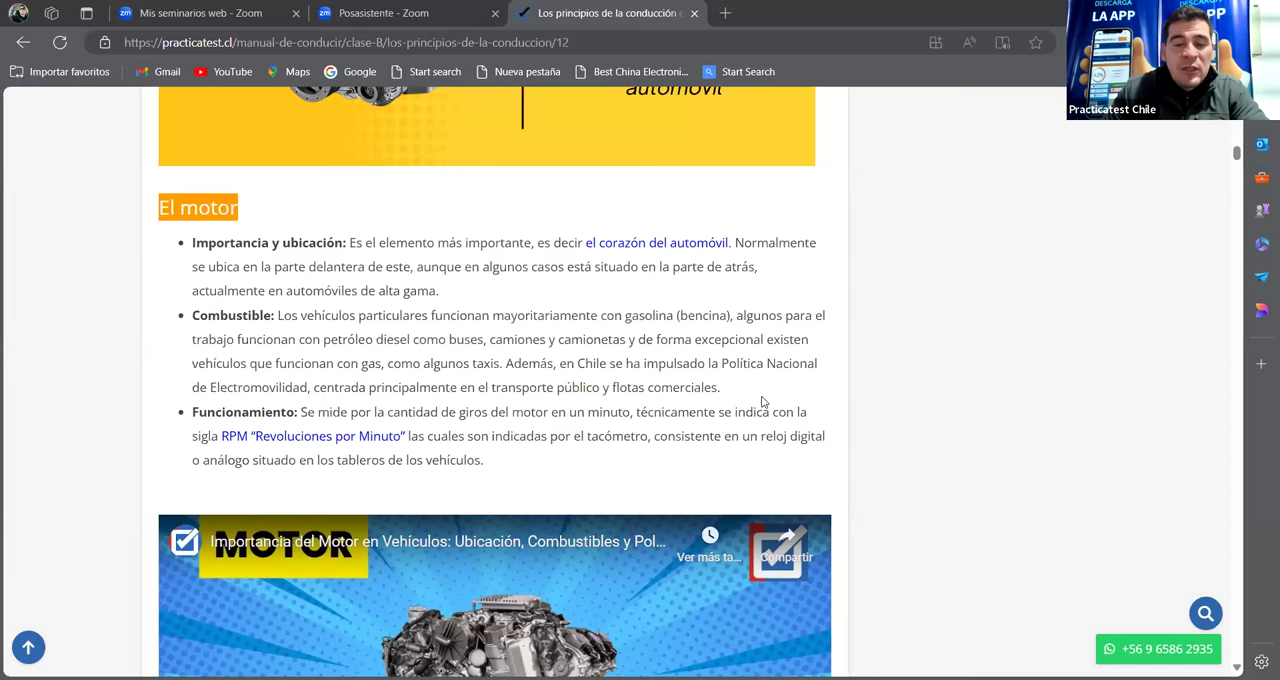 Mis seminarios web - Zoom
Posasistente - Zoom
Los principios de la conducción e
https://practicatest.cl/manual-de-conducir/clase-B/los-principios-de-la-conduccion/12
Importar favoritos
Gmail
YouTube
Maps
Google
Start search
Nueva pestaña
Best China Electroni...
Start Search
DESCARGA
LA APP
Practicatest Chile
automóvil
El motor
• Importancia y ubicación: Es el elemento más importante, es decir el corazón del automóvil. Normalmente
se ubica en la parte delantera de este, aunque en algunos casos está situado en la parte de atrás,
actualmente en automóviles de alta gama.
• Combustible: Los vehículos particulares funcionan mayoritariamente con gasolina (bencina), algunos para el
trabajo funcionan con petróleo diesel como buses, camiones y camionetas y de forma excepcional existen
vehículos que funcionan con gas, como algunos taxis. Además, en Chile se ha impulsado la Política Nacional
de Electromovilidad, centrada principalmente en el transporte público y flotas comerciales.
• Funcionamiento: Se mide por la cantidad de giros del motor en un minuto, técnicamente se indica con la
sigla RPM “Revoluciones por Minuto” las cuales son indicadas por el tacómetro, consistente en un reloj digital
o análogo situado en los tableros de los vehículos.
MOTOR
Importancia del Motor en Vehículos: Ubicación, Combustibles y Pol...
Ver más ta...
Compartir
+56 9 6586 2935